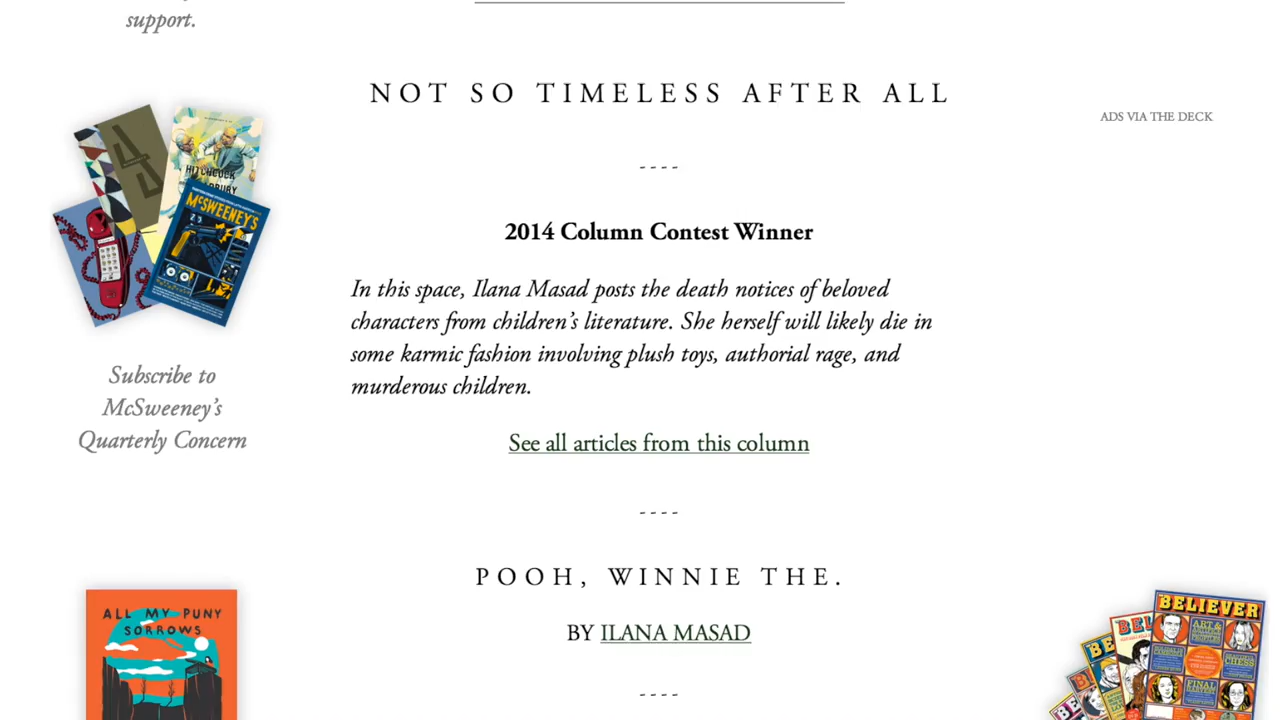 support.
NOT SO TIMELESS AFTER ALL
ADS VIA THE DECK
----
HITCHCOCK
McSWEENEY'S
2014 Column Contest Winner
In this space, Ilana Masad posts the death notices of beloved
characters from children's literature. She herself will likely die in
some karmic fashion involving plush toys, authorial rage, and
murderous children.
Subscribe to
McSweeney's
Quarterly Concern
See all articles from this column
----
POOH, WINNIE THE.
BY ILANA MASAD
----
ALL MY PUNY
SORROWS
BELIEVER